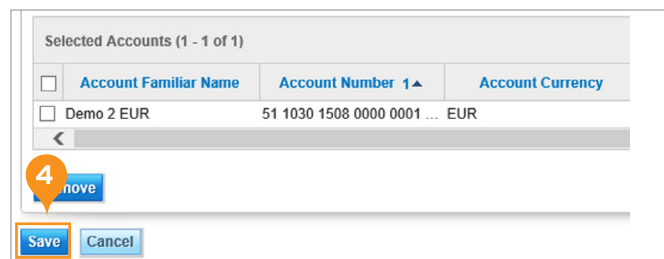 Selected Accounts (1 - 1 of 1)
Account Familiar Name Account Number 1▲ Account Currency
Demo 2 EUR 51 1030 1508 0000 0001 ... EUR
4
Save Cancel